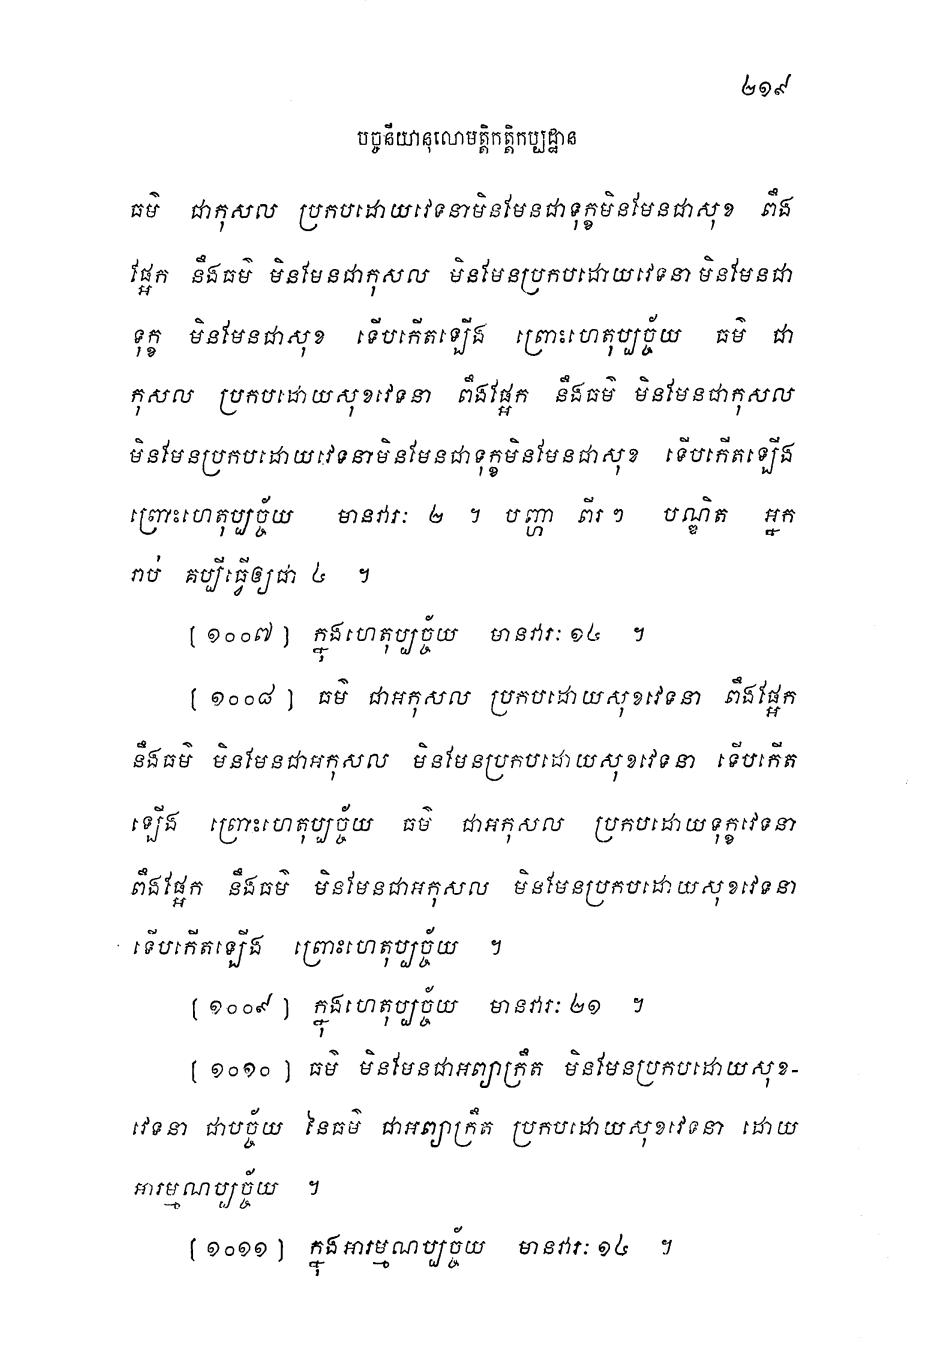 ២១៩
បច្ចនីយានុលោមត្តិកត្តិកប្បដ្ឋាន
ធម៌ ជាកុសល ប្រកបដោយវេទនាមិនមែនជាទុក្ខមិនមែនជាសុខ ពឹង
ផ្អែក នឹងធម៌ មិនមែនជាកុសល មិនមែនប្រកបដោយវេទនា មិនមែនជា
ទុក្ខ មិនមែនជាសុខ ទើបកើតឡើង ព្រោះហេតុប្បច្ច័យ ធម៌ ជា
កុសល ប្រកបដោយសុខវេទនា ពឹងផ្អែក នឹងធម៌ មិនមែនជាកុសល
មិនមែនប្រកបដោយវេទនាមិនមែនជាទុក្ខមិនមែនជាសុខ ទើបកើតឡើង
ព្រោះហេតុប្បច្ច័យ មានវារៈ ២ ។ បញ្ហា ពីរៗ បណ្ឌិត អ្នក
រាប់ គប្បីធ្វើឲ្យជា ៤ ។
[១០០៧] ក្នុងហេតុប្បច្ច័យ មានវារៈ ១៤ ។
[១០០៨] ធម៌ ជាអកុសល ប្រកបដោយសុខវេទនា ពឹងផ្អែក
នឹងធម៌ មិនមែនជាអកុសល មិនមែនប្រកបដោយសុខវេទនា ទើបកើត
ឡើង ព្រោះហេតុប្បច្ច័យ ធម៌ ជាអកុសល ប្រកបដោយទុក្ខវេទនា
ពឹងផ្អែក នឹងធម៌ មិនមែនជាអកុសល មិនមែនប្រកបដោយសុខវេទនា
ទើបកើតឡើង ព្រោះហេតុប្បច្ច័យ ។
[១០០៩] ក្នុងហេតុប្បច្ច័យ មានវារៈ ២១ ។
[១០១០] ធម៌ មិនមែនជាអព្យាក្រឹត មិនមែនប្រកបដោយសុខ-
វេទនា ជាបច្ច័យ នៃធម៌ ជាអព្យាក្រឹត ប្រកបដោយសុខវេទនា ដោយ
អារម្មណប្បច្ច័យ ។
[១០១១] ក្នុងអារម្មណប្បច្ច័យ មានវារៈ ១៤ ។